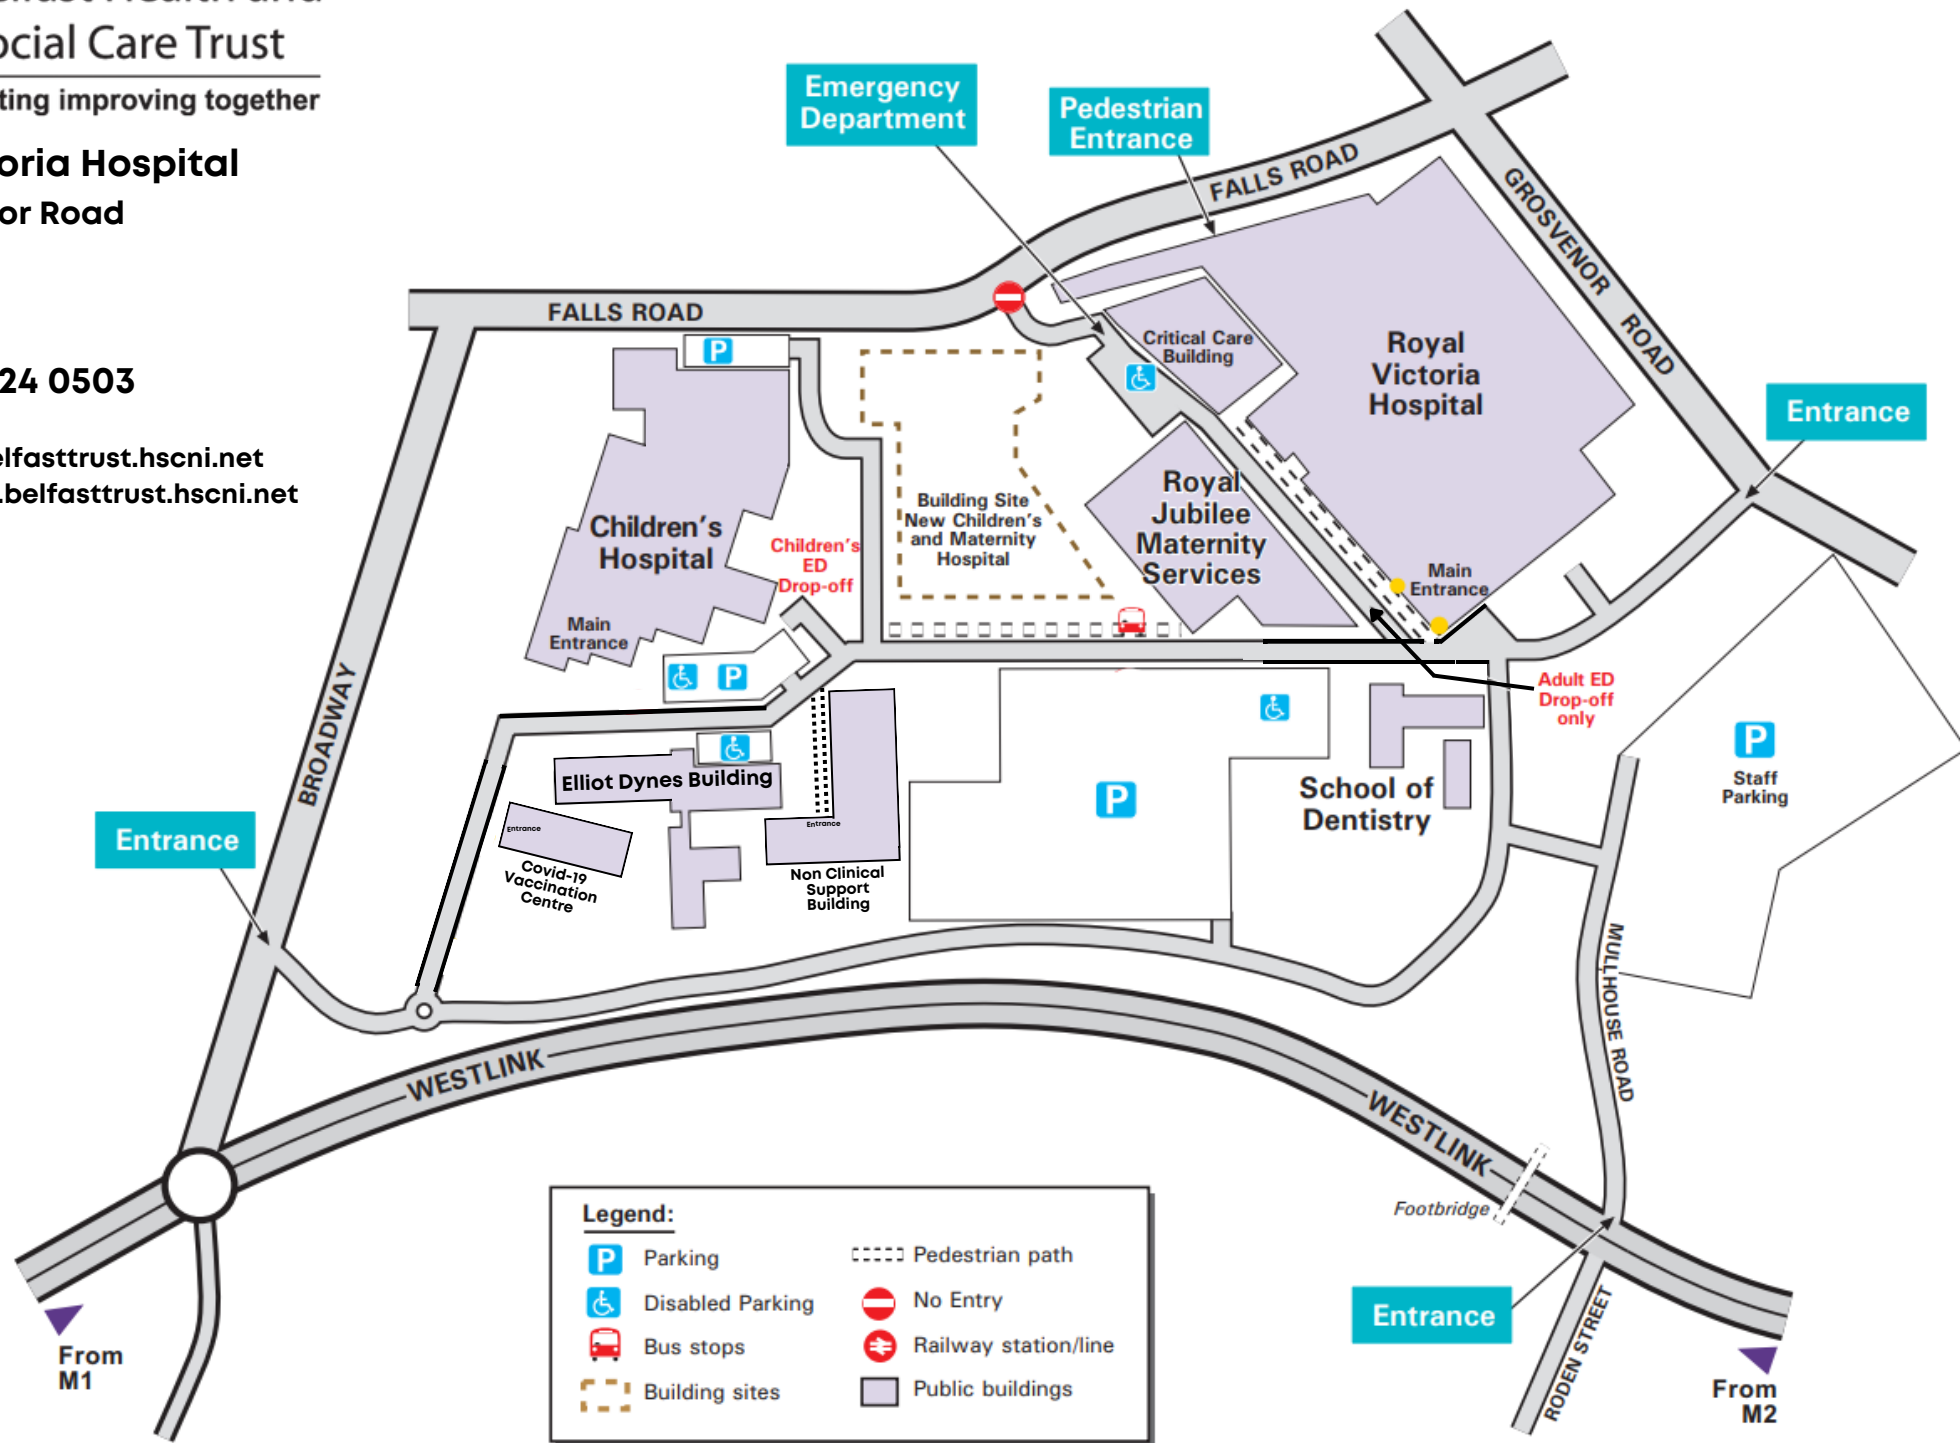 Social Care Trust
ting improving together
oria Hospital
or Road
24 0503
elfasttrust.hscni.net
.belfasttrust.hscni.net
Emergency
Department
Pedestrian
Entrance
FALLS ROAD
GROSVENOR ROAD
FALLS ROAD
P
Critical Care
Building
Royal
Victoria
Hospital
Entrance
Building Site
New Children's
and Maternity
Hospital
Royal
Jubilee
Maternity
Services
Children's
Hospital
Children's
ED
Drop-off
Main
Entrance
Main
Entrance
P
BROADWAY
Adult ED
Drop-off
only
P
Staff
Parking
Elliot Dynes Building
Entrance
Covid-19
Vaccination
Centre
Entrance
Non Clinical
Support
Building
P
School of
Dentistry
Entrance
MULLHOUSE ROAD
WESTLINK
WESTLINK
Footbridge
Entrance
RODEN STREET
From
M1
From
M2
Legend:
P Parking
Disabled Parking
Bus stops
Building sites
Pedestrian path
No Entry
Railway station/line
Public buildings